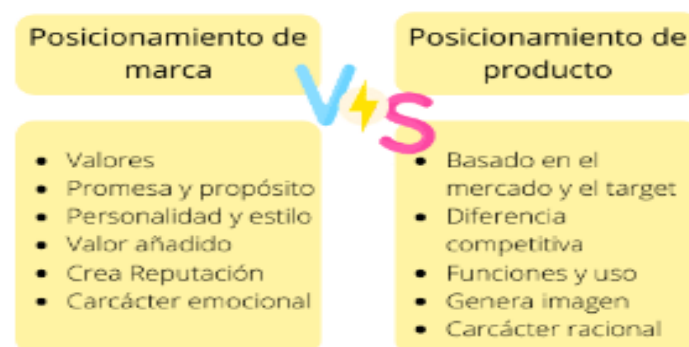 Posicionamiento de
marca
VS
Posicionamiento de
producto
• Valores
• Promesa y propósito
• Personalidad y estilo
• Valor añadido
• Crea Reputación
• Carcácter emocional
• Basado en el
mercado y el target
• Diferencia
competitiva
• Funciones y uso
• Genera imagen
• Carcácter racional